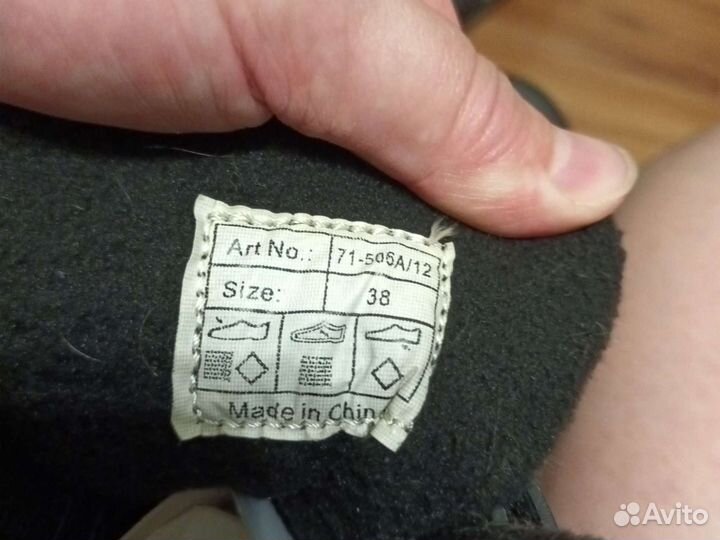 Art No.: 71-506A/12
Size: 38
Made in China
Avito